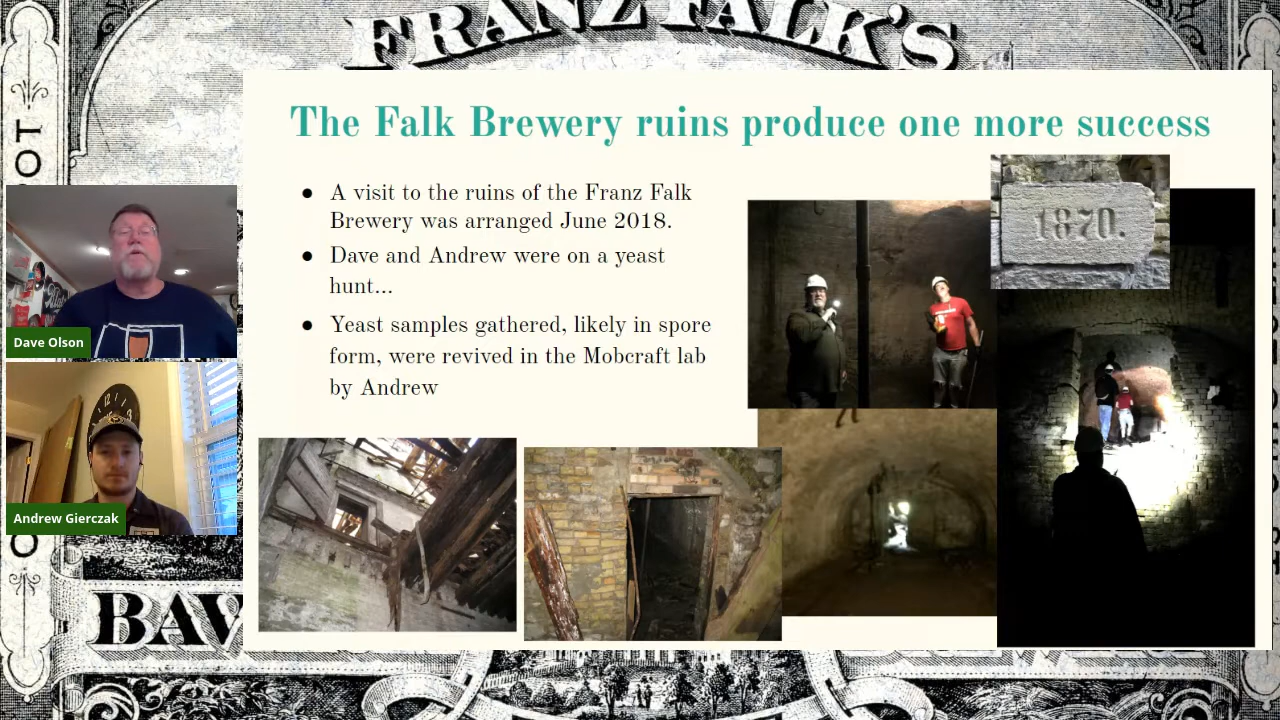 FRANZ FALK'S
The Falk Brewery ruins produce one more success
● A visit to the ruins of the Franz Falk
Brewery was arranged June 2018.
● Dave and Andrew were on a yeast
hunt...
● Yeast samples gathered, likely in spore
form, were revived in the Mobcraft lab
by Andrew
1870.
Dave Olson
Andrew Gierczak
BAV